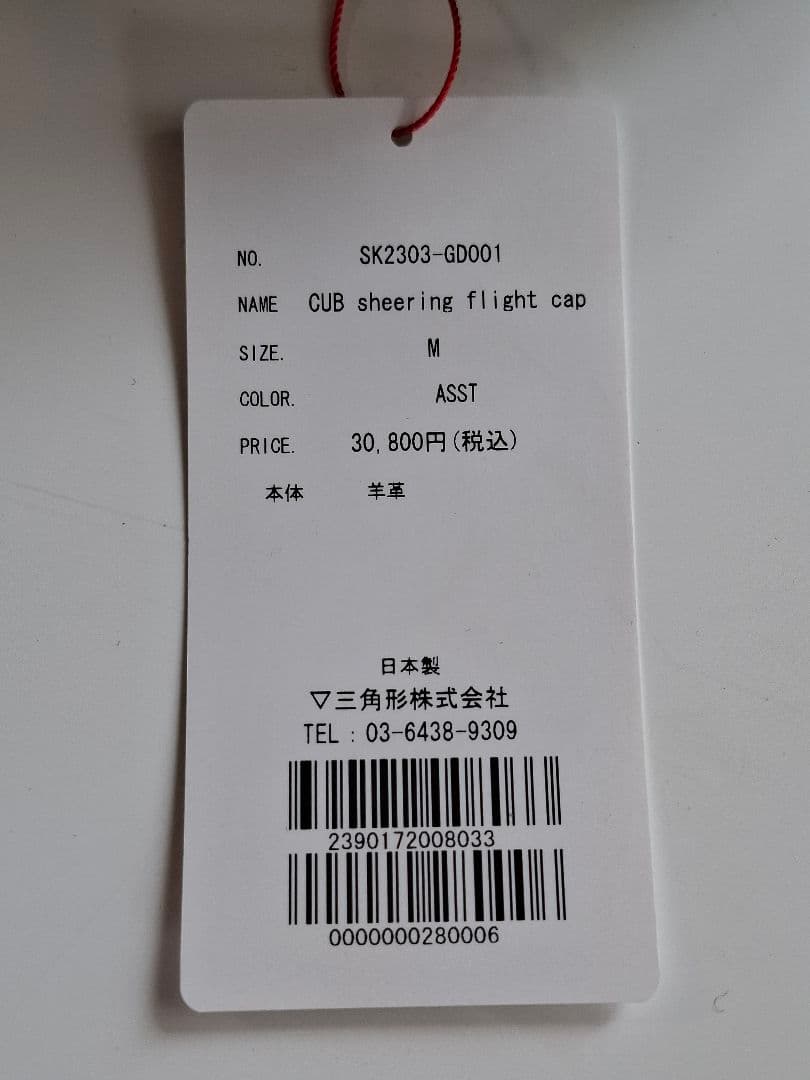 NO. SK2303-GD001
NAME CUB sheering flight cap
SIZE. M
COLOR. ASST
PRICE. 30,800円(税込)
本体 羊革
日本製
▽三角形株式会社
TEL : 03-6438-9309
2390172008033
0000000280006